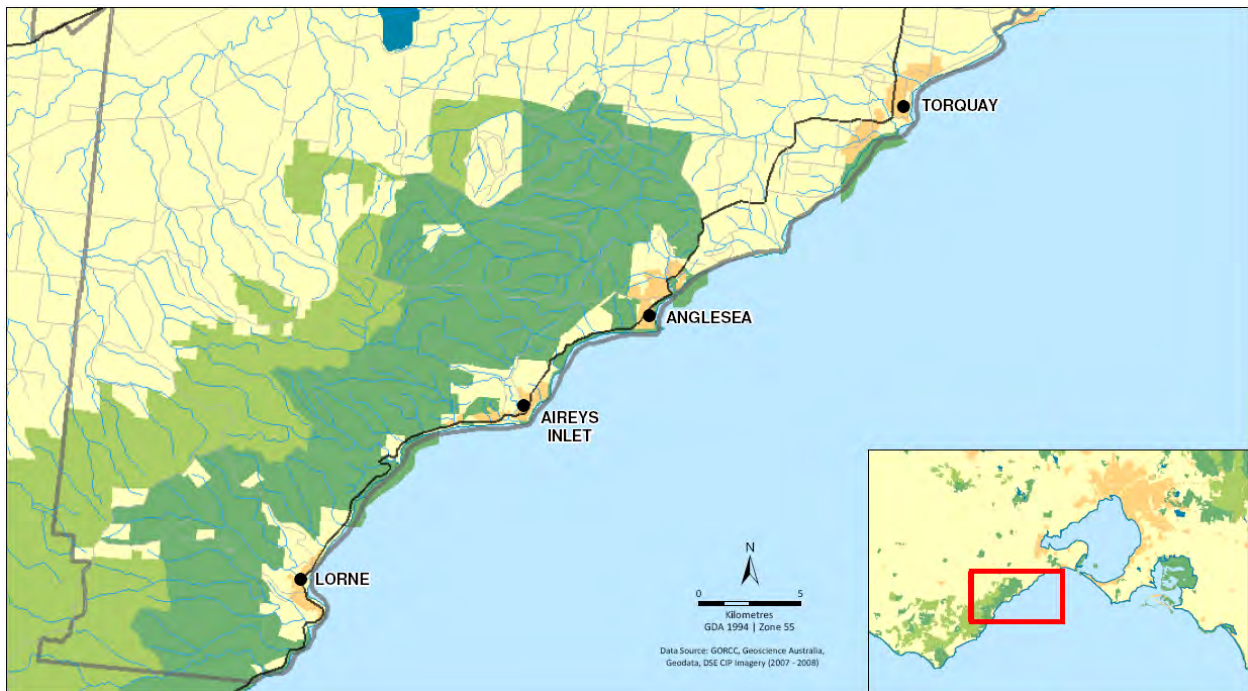 TORQUAY
ANGLESEA
AIREYS
INLET
LORNE
N
0 5
Kilometres
GDA 1994 | Zone 55
Data Source: GORCC, Geoscience Australia,
Geodata, DSE CIP Imagery (2007 - 2008)